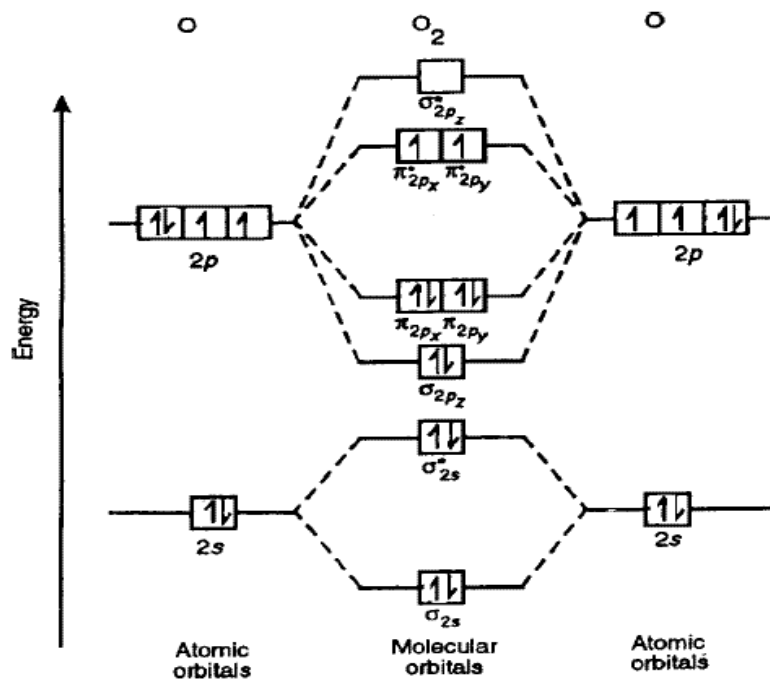 O O₂ O
σ*2pz
π*2px π*2py
2p 2p
π2px π2py
σ2pz
Energy
σ*2s
2s 2s
σ2s
Atomic orbitals
Molecular orbitals
Atomic orbitals